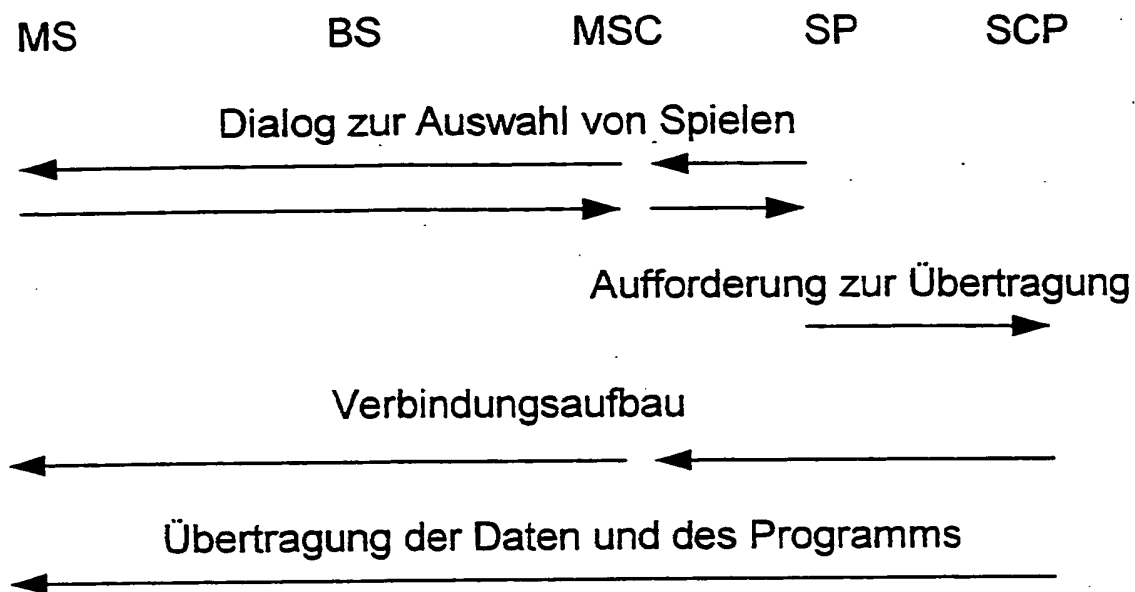 MS BS MSC SP SCP
Dialog zur Auswahl von Spielen
Aufforderung zur Übertragung
Verbindungsaufbau
Übertragung der Daten und des Programms